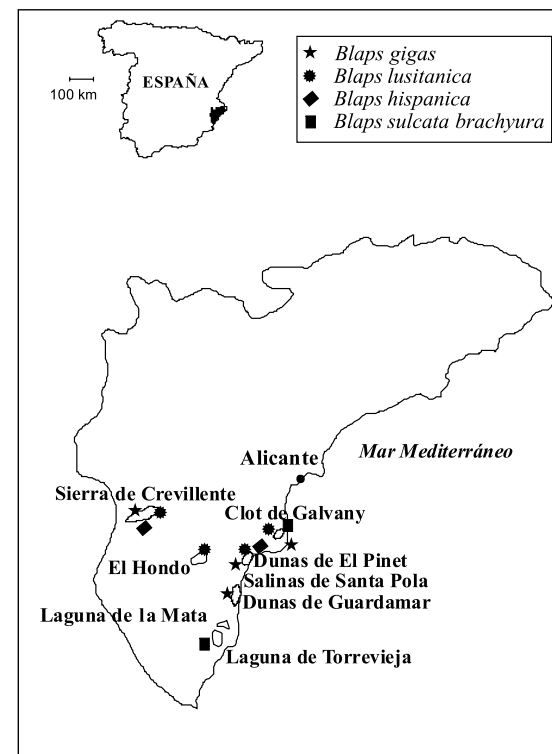 ESPAÑA
100 km
Blaps gigas
Blaps lusitanica
Blaps hispanica
Blaps sulcata brachyura
Mar Mediterráneo
Alicante
Sierra de Crevillente
Clot de Galvany
Dunas de El Pinet
El Hondo
Salinas de Santa Pola
Dunas de Guardamar
Laguna de la Mata
Laguna de Torrevieja